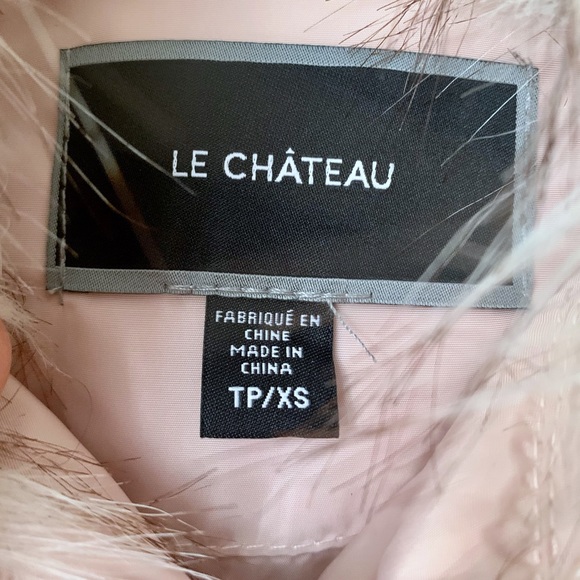 LE CHÂTEAU
FABRIQUÉ EN
CHINE
MADE IN
CHINA
TP/XS